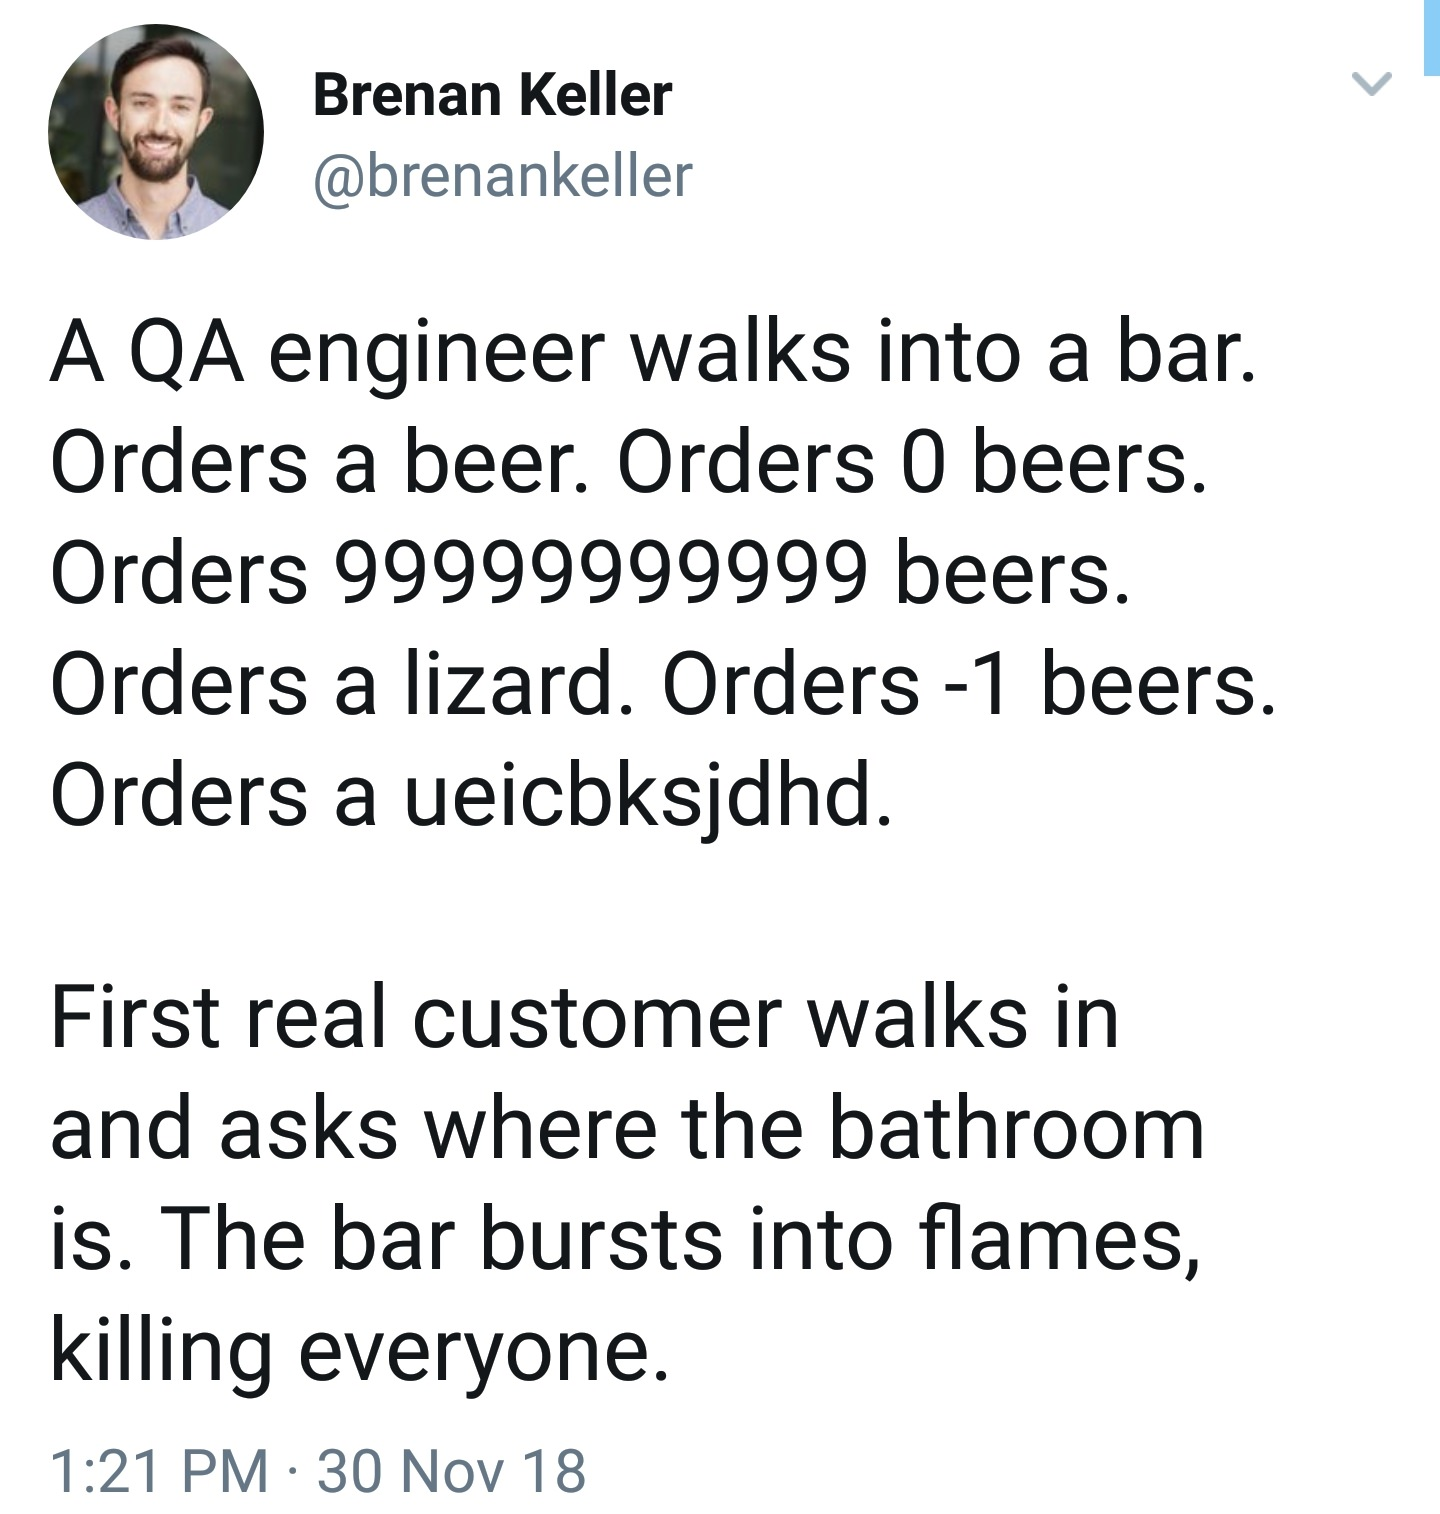 Brenan Keller
@brenankeller
A QA engineer walks into a bar.
Orders a beer. Orders 0 beers.
Orders 99999999999 beers.
Orders a lizard. Orders -1 beers.
Orders a ueicbksjdhd.
First real customer walks in
and asks where the bathroom
is. The bar bursts into flames,
killing everyone.
1:21 PM · 30 Nov 18